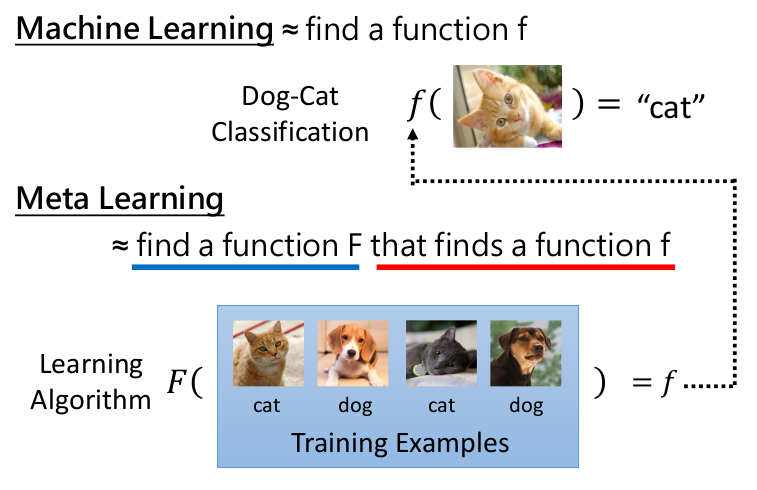 Machine Learning ≈ find a function f
Dog-Cat
Classification
f( ) = “cat”
Meta Learning
≈ find a function F that finds a function f
Learning
Algorithm
F( ) = f
cat dog cat dog
Training Examples